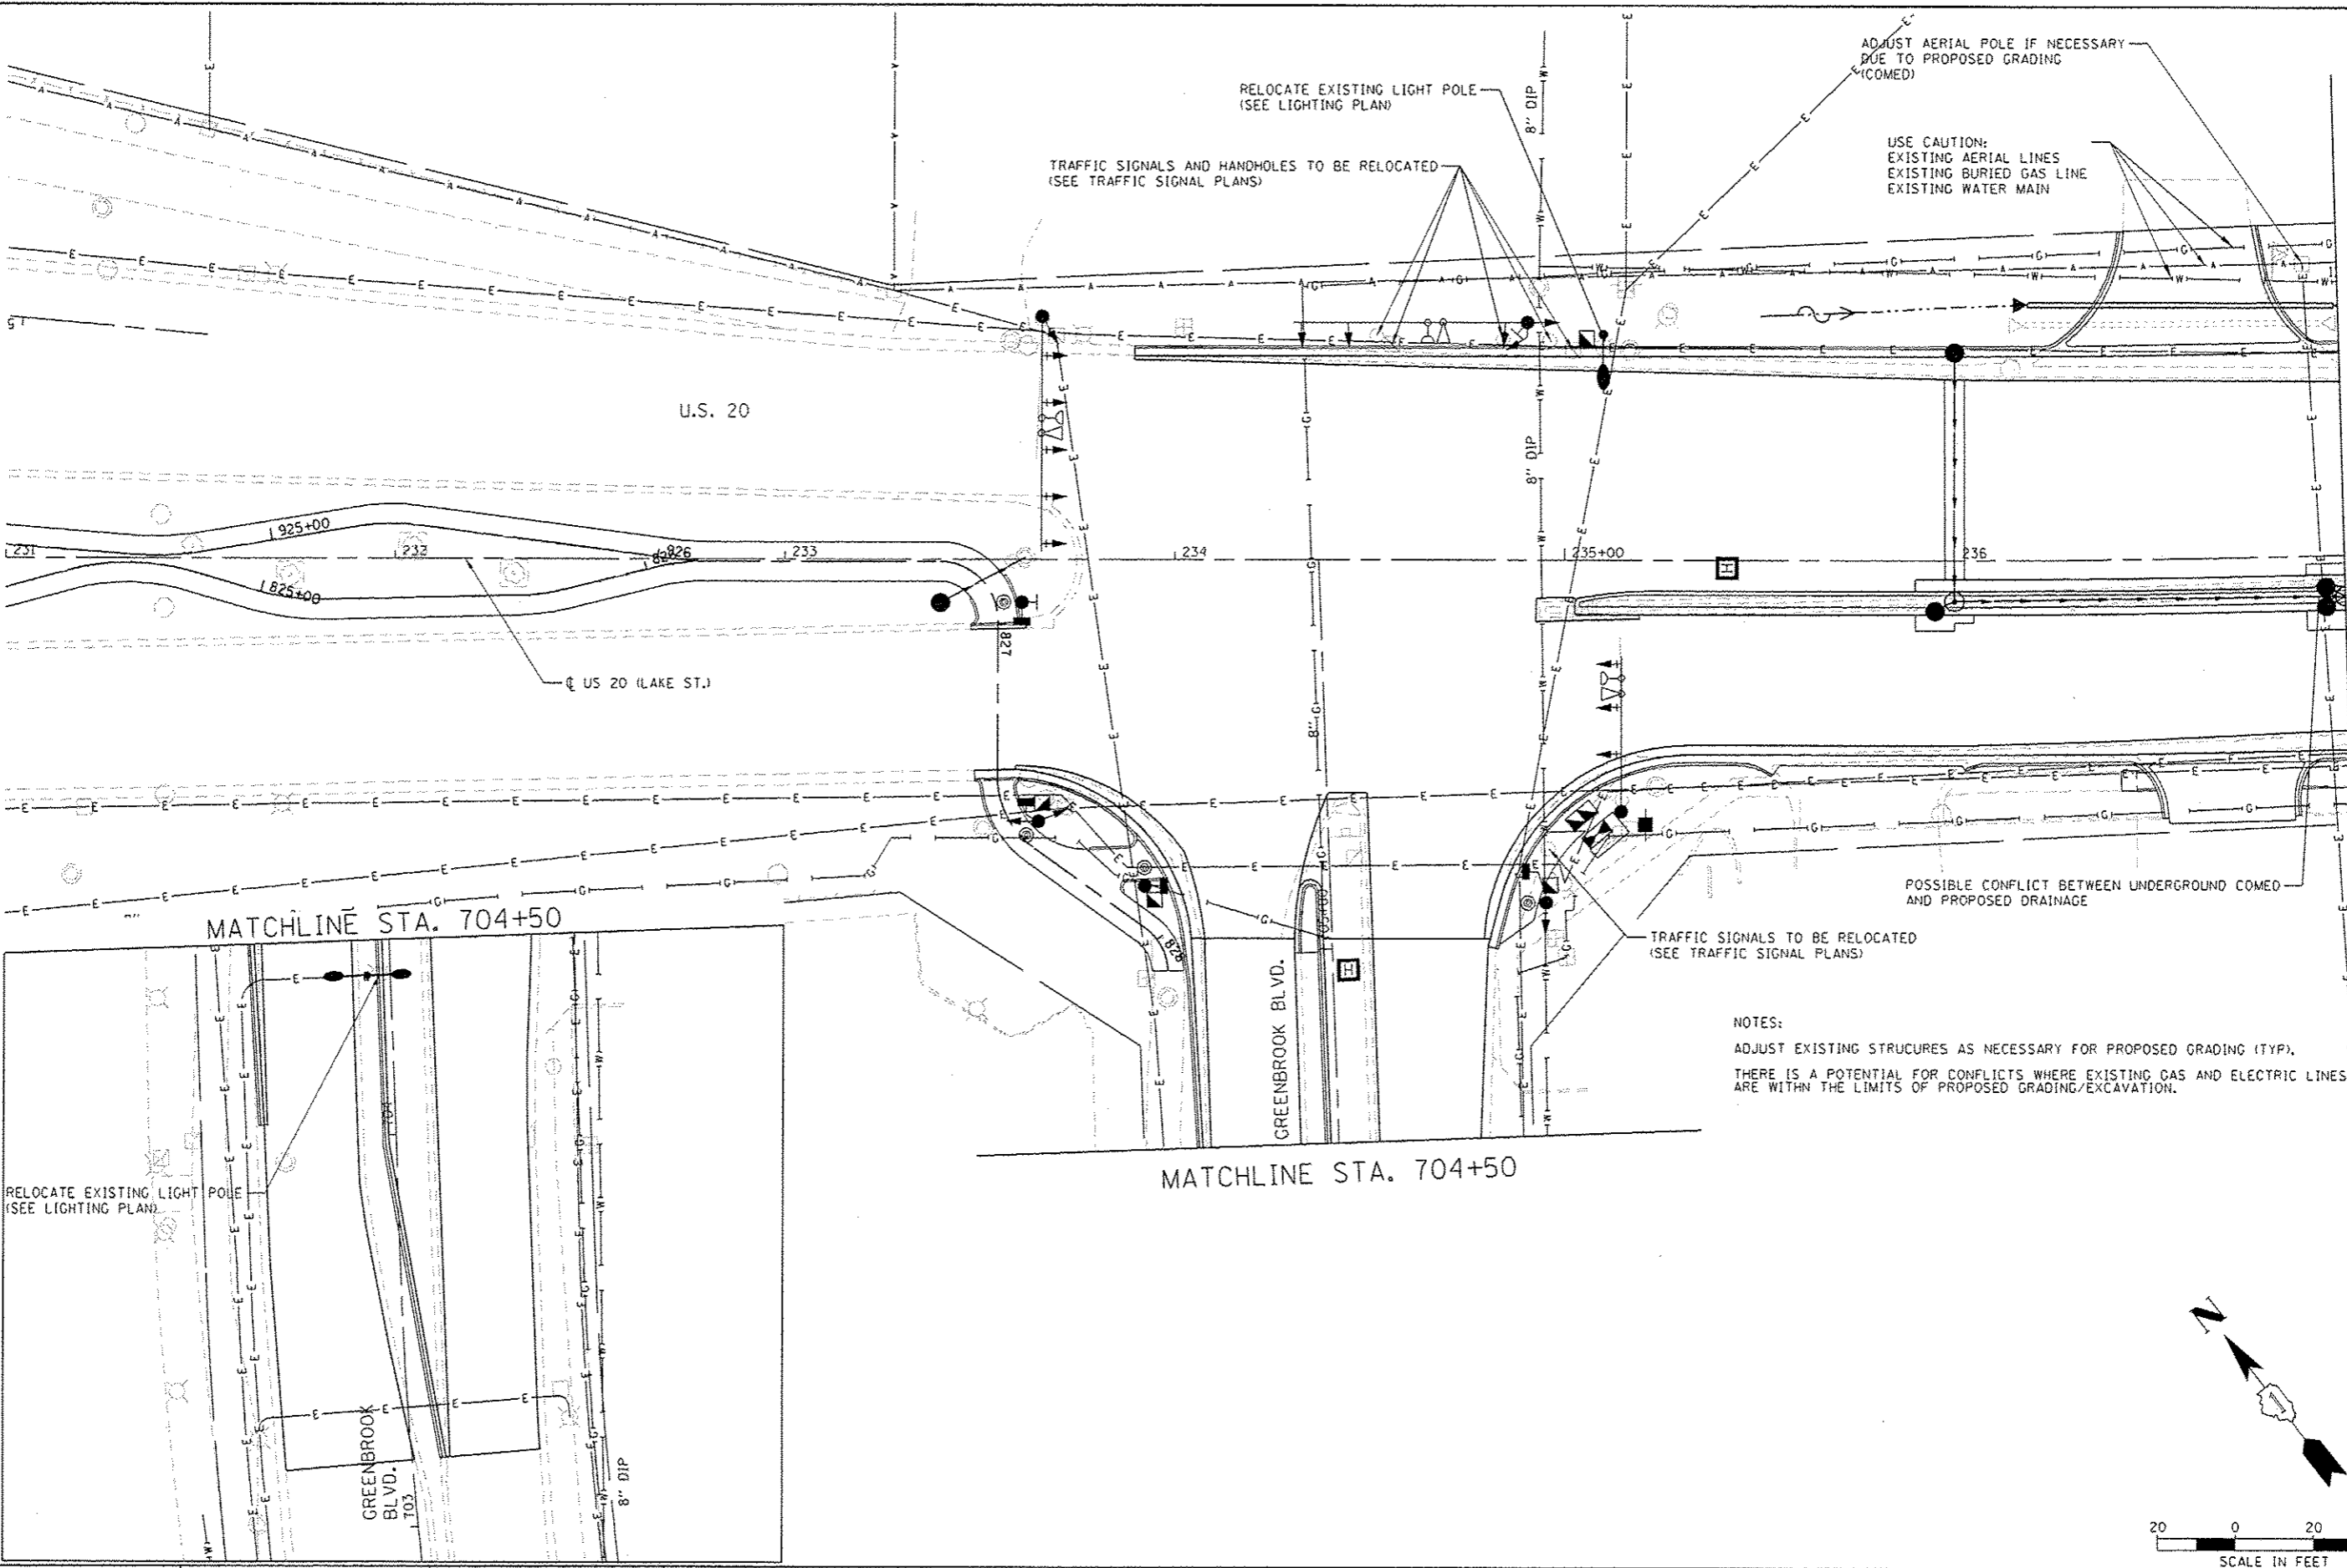 ADJUST AERIAL POLE IF NECESSARY
DUE TO PROPOSED GRADING
(COMED)
RELOCATE EXISTING LIGHT POLE
(SEE LIGHTING PLAN)
8" DIP
USE CAUTION:
EXISTING AERIAL LINES
EXISTING BURIED GAS LINE
EXISTING WATER MAIN
TRAFFIC SIGNALS AND HANDHOLES TO BE RELOCATED
(SEE TRAFFIC SIGNAL PLANS)
U.S. 20
8" DIP
925+00
231
232
826
233
234
235+00
236
H
825+00
827
℄ US 20 (LAKE ST.)
8"
POSSIBLE CONFLICT BETWEEN UNDERGROUND COMED
AND PROPOSED DRAINAGE
MATCHLINE STA. 704+50
TRAFFIC SIGNALS TO BE RELOCATED
(SEE TRAFFIC SIGNAL PLANS)
828
H
GREENBROOK BLVD.
NOTES:
ADJUST EXISTING STRUCURES AS NECESSARY FOR PROPOSED GRADING (TYP).
THERE IS A POTENTIAL FOR CONFLICTS WHERE EXISTING GAS AND ELECTRIC LINES
ARE WITHN THE LIMITS OF PROPOSED GRADING/EXCAVATION.
MATCHLINE STA. 704+50
RELOCATE EXISTING LIGHT POLE
(SEE LIGHTING PLAN)
GREENBROOK
BLVD.
703
8" DIP
N
20 0 20
SCALE IN FEET